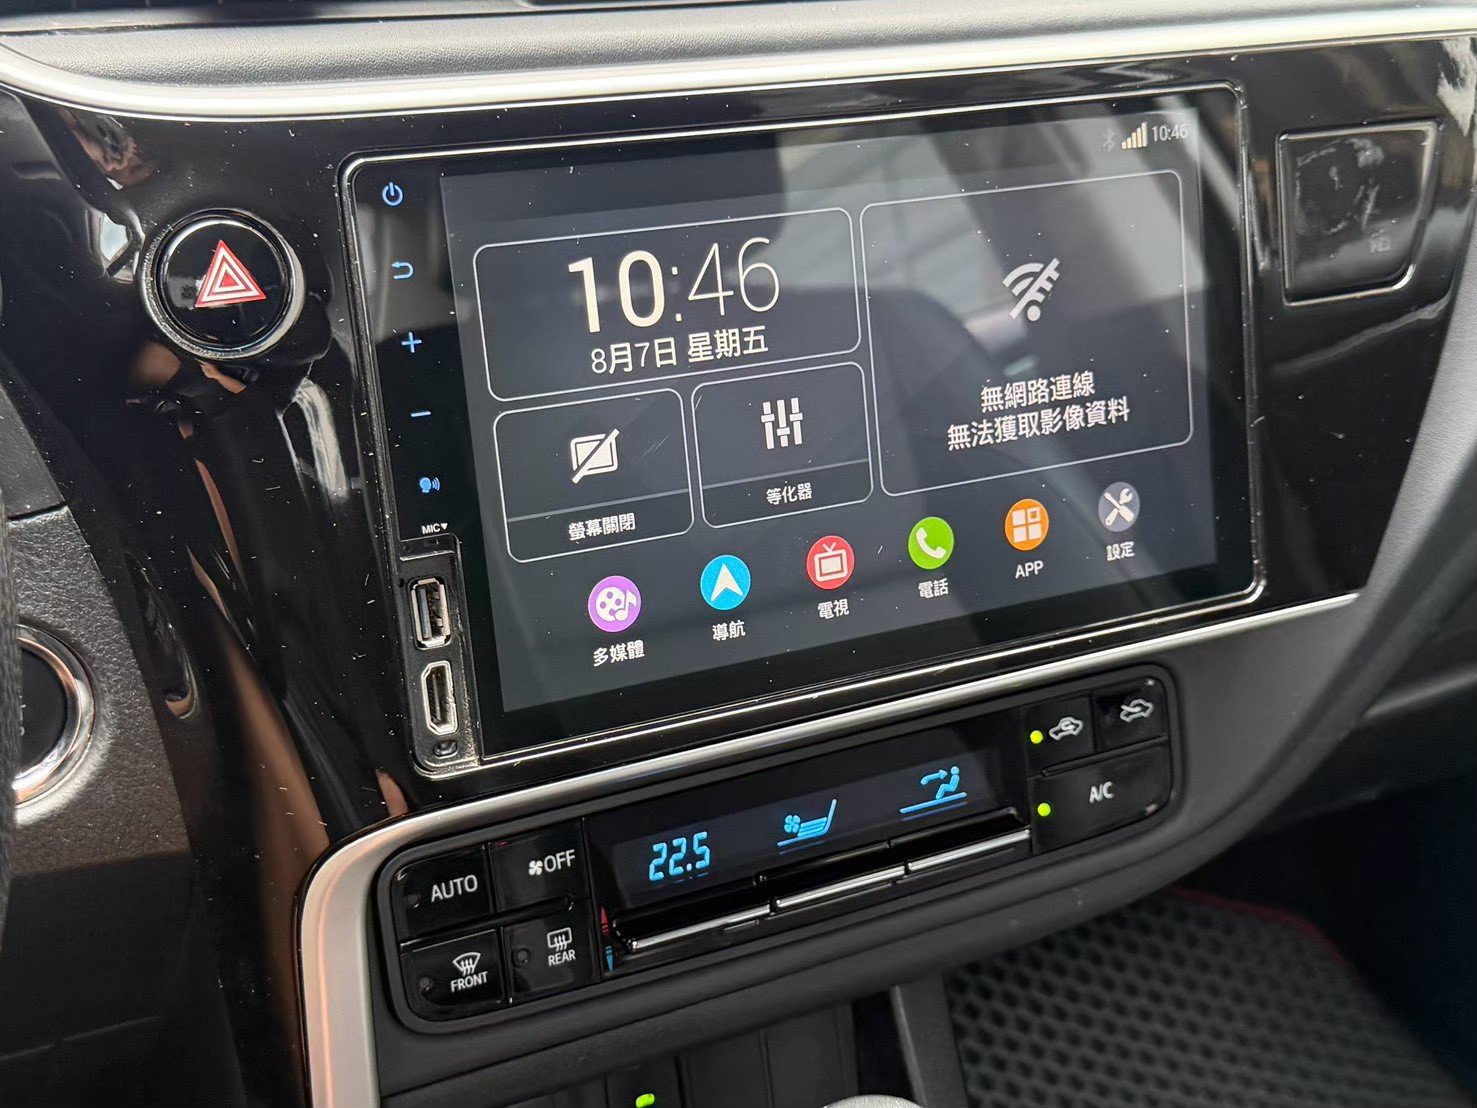 10:46
10:46
8月7日 星期五
無網路連線
無法獲取影像資料
螢幕關閉
等化器
MIC
多媒體
導航
電視
電話
APP
設定
A/C
22.5
AUTO
OFF
FRONT
REAR